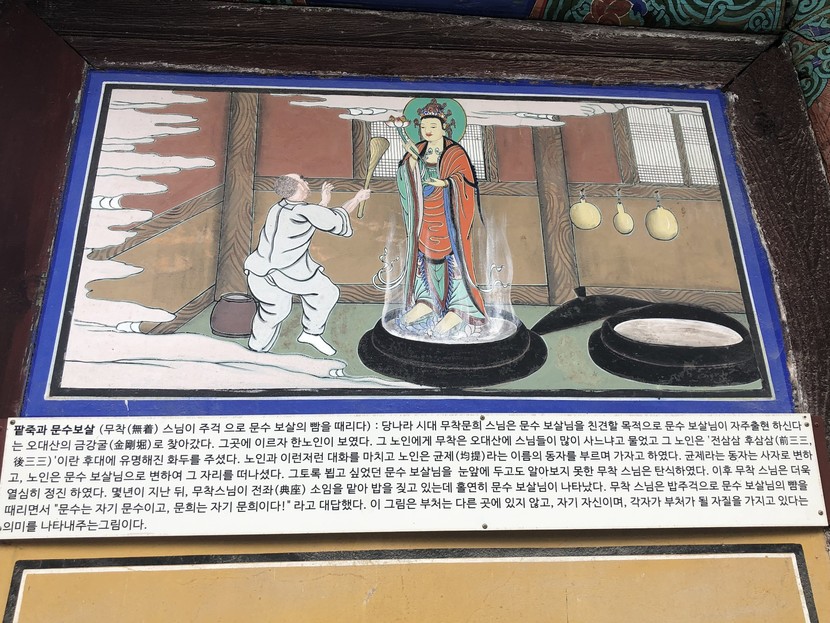 팥죽과 문수보살 (무착(無着) 스님이 주걱 으로 문수 보살의 빰을 때리다) : 당나라 시대 무착문희 스님은 문수 보살님을 친견할 목적으로 문수 보살님이 자주출현 하신다
는 오대산의 금강굴(金剛堀)로 찾아갔다. 그곳에 이르자 한노인이 보였다. 그 노인에게 무착은 오대산에 스님들이 많이 사느냐고 물었고 그 노인은 '전삼삼 후삼삼(前三三,
後三三)'이란 후대에 유명해진 화두를 주셨다. 노인과 이런저런 대화를 마치고 노인은 균제(均提)라는 이름의 동자를 부르며 가자고 하였다. 균제라는 동자는 사자로 변하
고, 노인은 문수 보살님으로 변하여 그 자리를 떠나셨다. 그토록 뵙고 싶었던 문수 보살님을 눈앞에 두고도 알아보지 못한 무착 스님은 탄식하였다. 이후 무착 스님은 더욱
열심히 정진 하였다. 몇년이 지난 뒤, 무착스님이 전좌(典座) 소임을 맡아 밥을 짖고 있는데 홀연히 문수 보살님이 나타났다. 무착 스님은 밥주걱으로 문수 보살님의 빰을
때리면서 "문수는 자기 문수이고, 문희는 자기 문희이다!" 라고 대답했다. 이 그림은 부처는 다른 곳에 있지 않고, 자기 자신이며, 각자가 부처가 될 자질을 가지고 있다는
의미를 나타내주는그림이다.